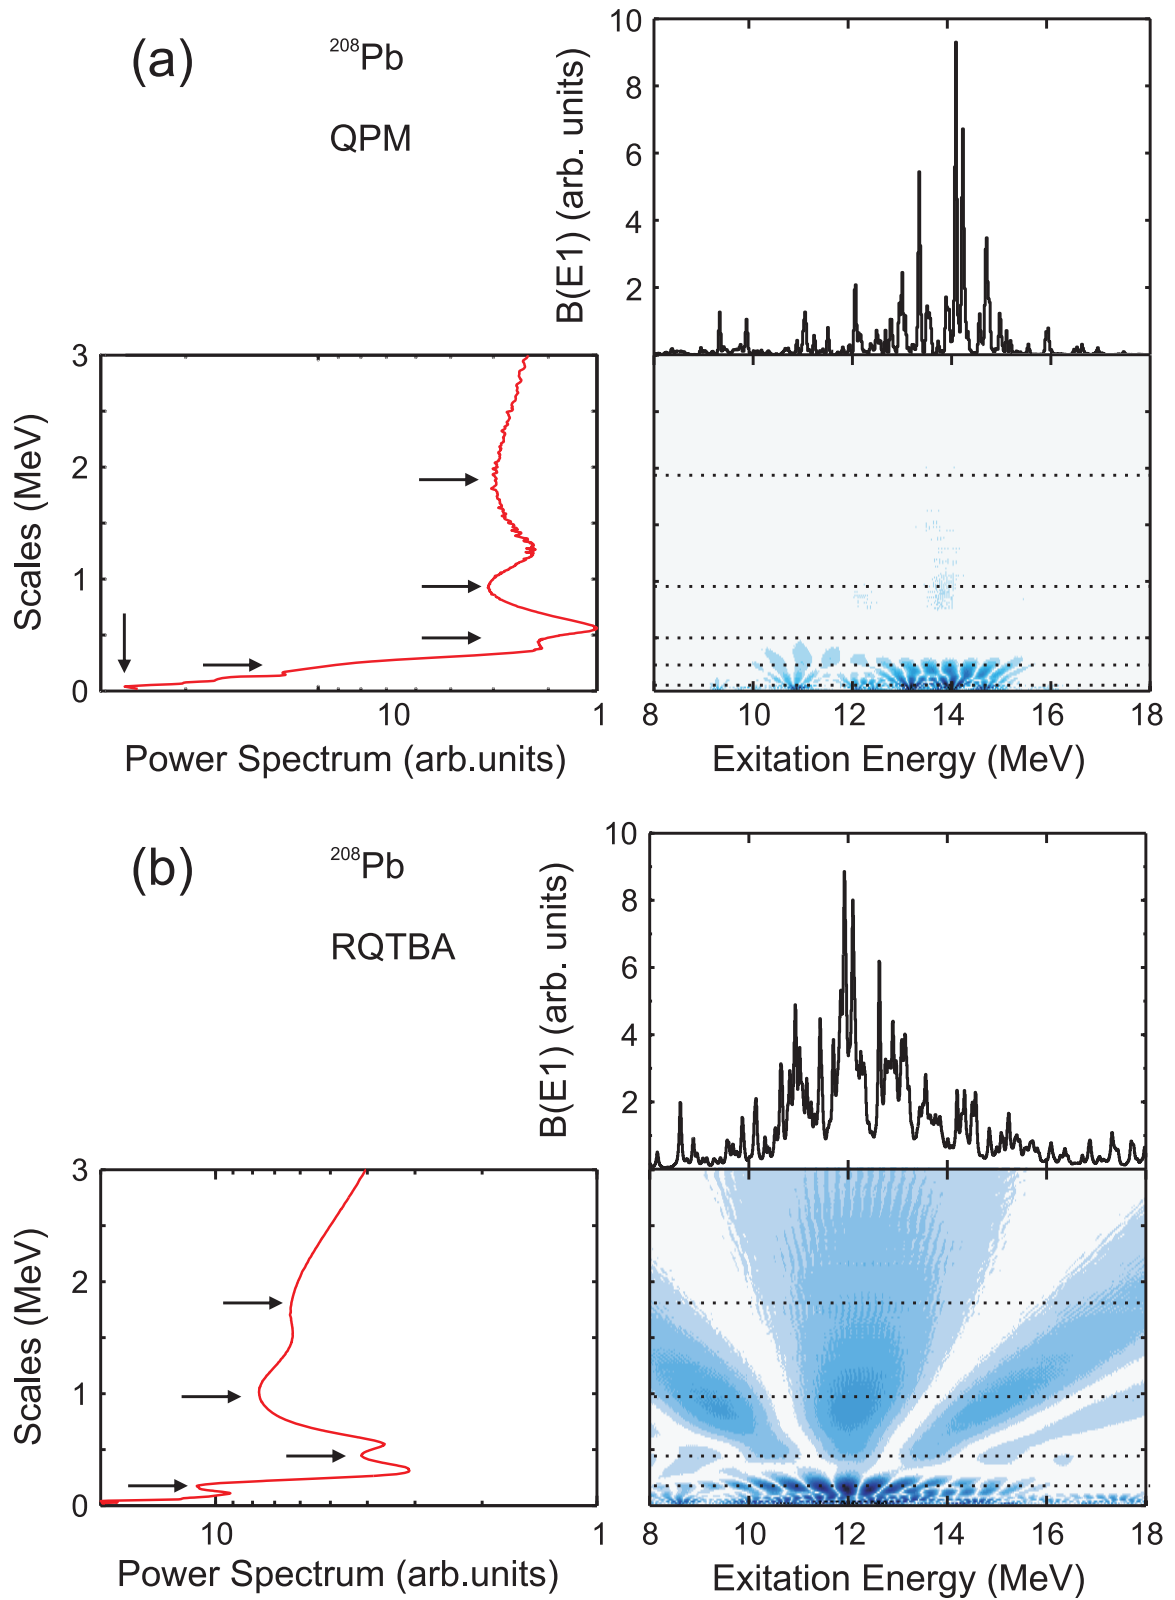 (a)
208Pb
QPM
B(E1) (arb. units)
10
8
6
4
2
Scales (MeV)
3
2
1
0
10
1
Power Spectrum (arb.units)
8
10
12
14
16
18
Exitation Energy (MeV)
(b)
208Pb
RQTBA
B(E1) (arb. units)
10
8
6
4
2
Scales (MeV)
3
2
1
0
10
1
Power Spectrum (arb.units)
8
10
12
14
16
18
Exitation Energy (MeV)